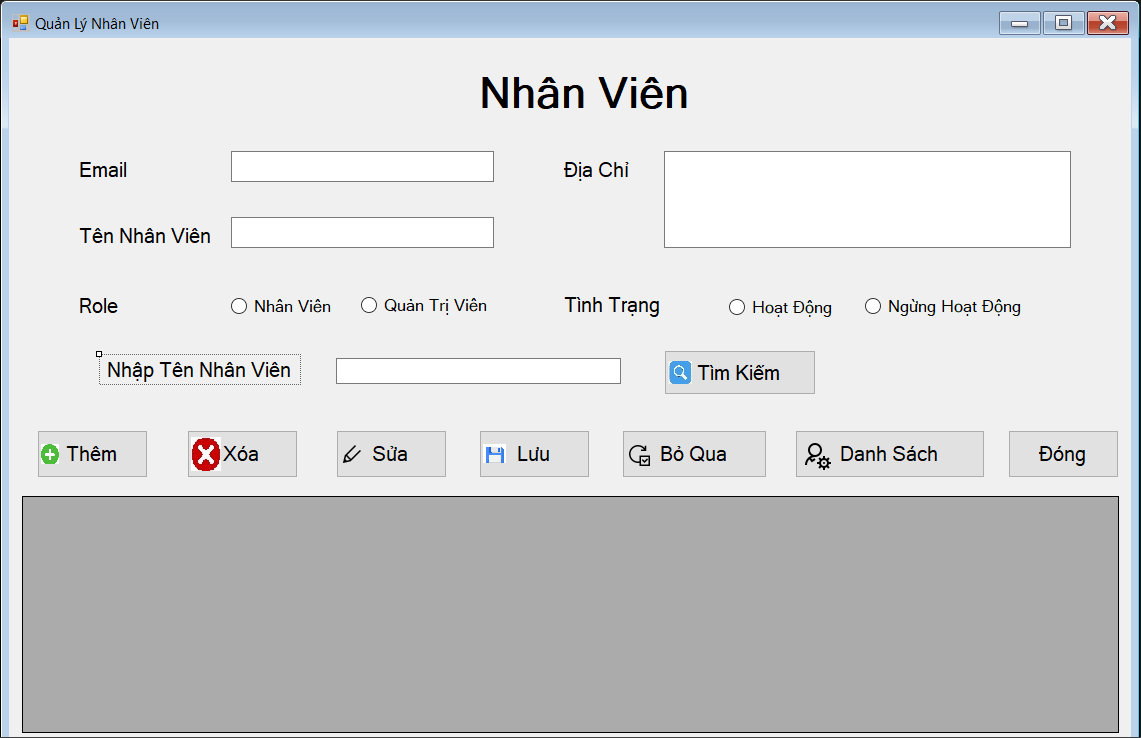 Quản Lý Nhân Viên
Nhân Viên
Email
Địa Chỉ
Tên Nhân Viên
Role
Nhân Viên
Quản Trị Viên
Tình Trạng
Hoạt Động
Ngừng Hoạt Động
Nhập Tên Nhân Viên
Tìm Kiếm
Thêm
Xóa
Sửa
Lưu
Bỏ Qua
Danh Sách
Đóng